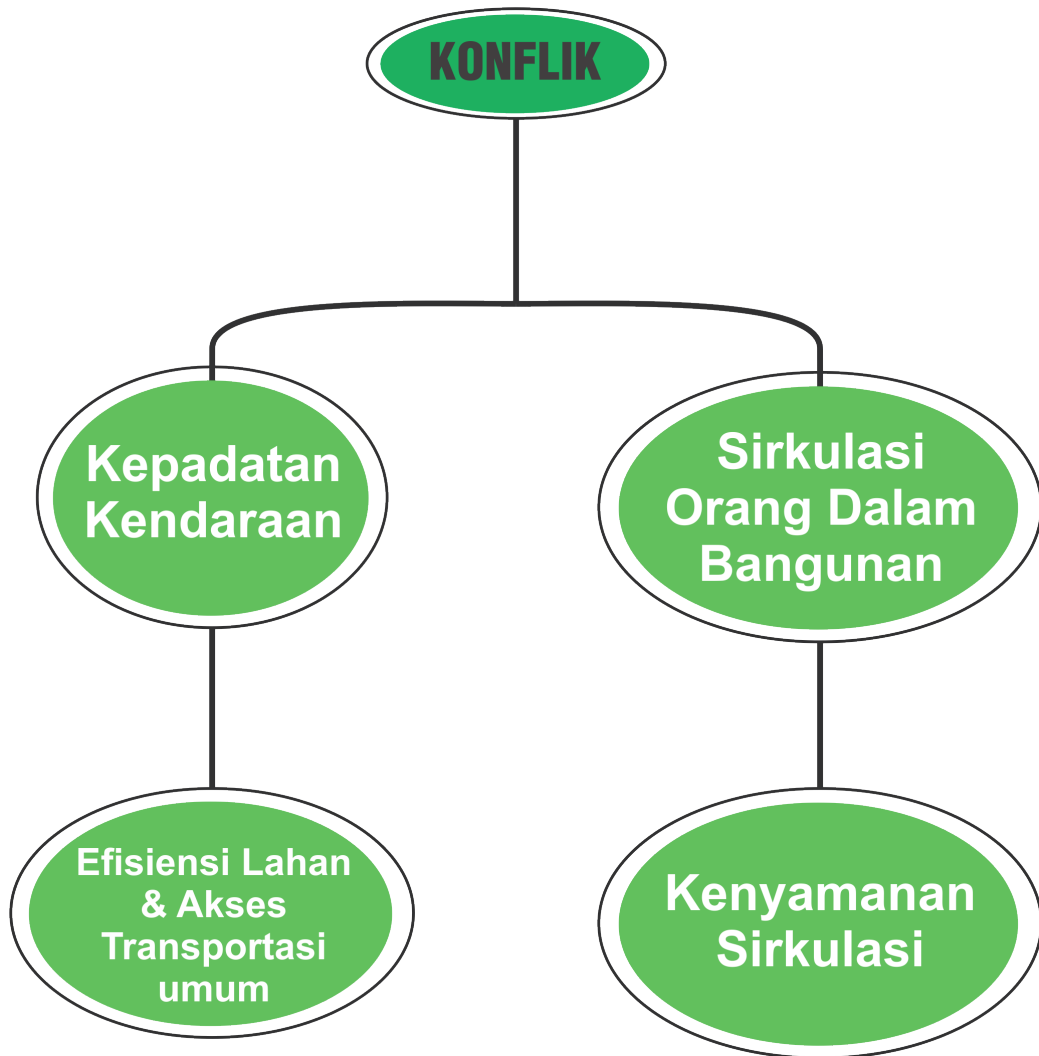 KONFLIK
Kepadatan
Kendaraan
Sirkulasi
Orang Dalam
Bangunan
Efisiensi Lahan
& Akses
Transportasi
umum
Kenyamanan
Sirkulasi